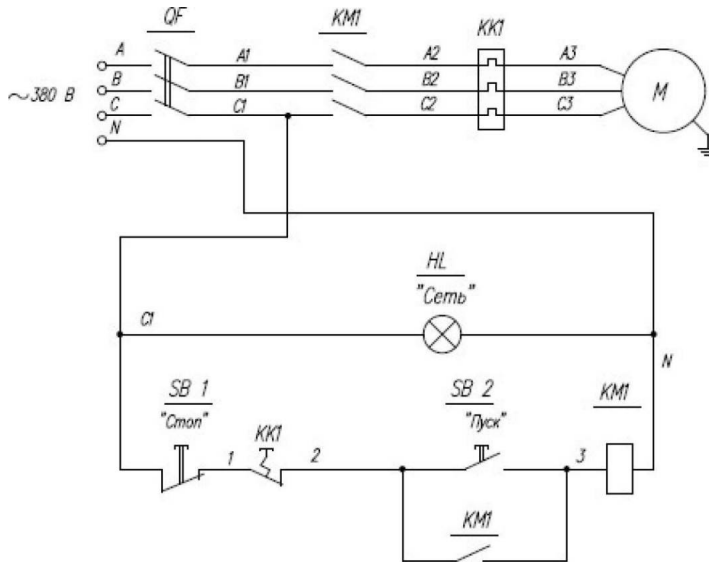 QF
KM1
KK1
A
A1
A2
A3
B
B1
B2
B3
M
~380 В
C
C1
C2
C3
N
HL
"Сеть"
C1
N
SB 1
"Стоп"
SB 2
"Пуск"
KM1
KK1
1
2
3
KM1